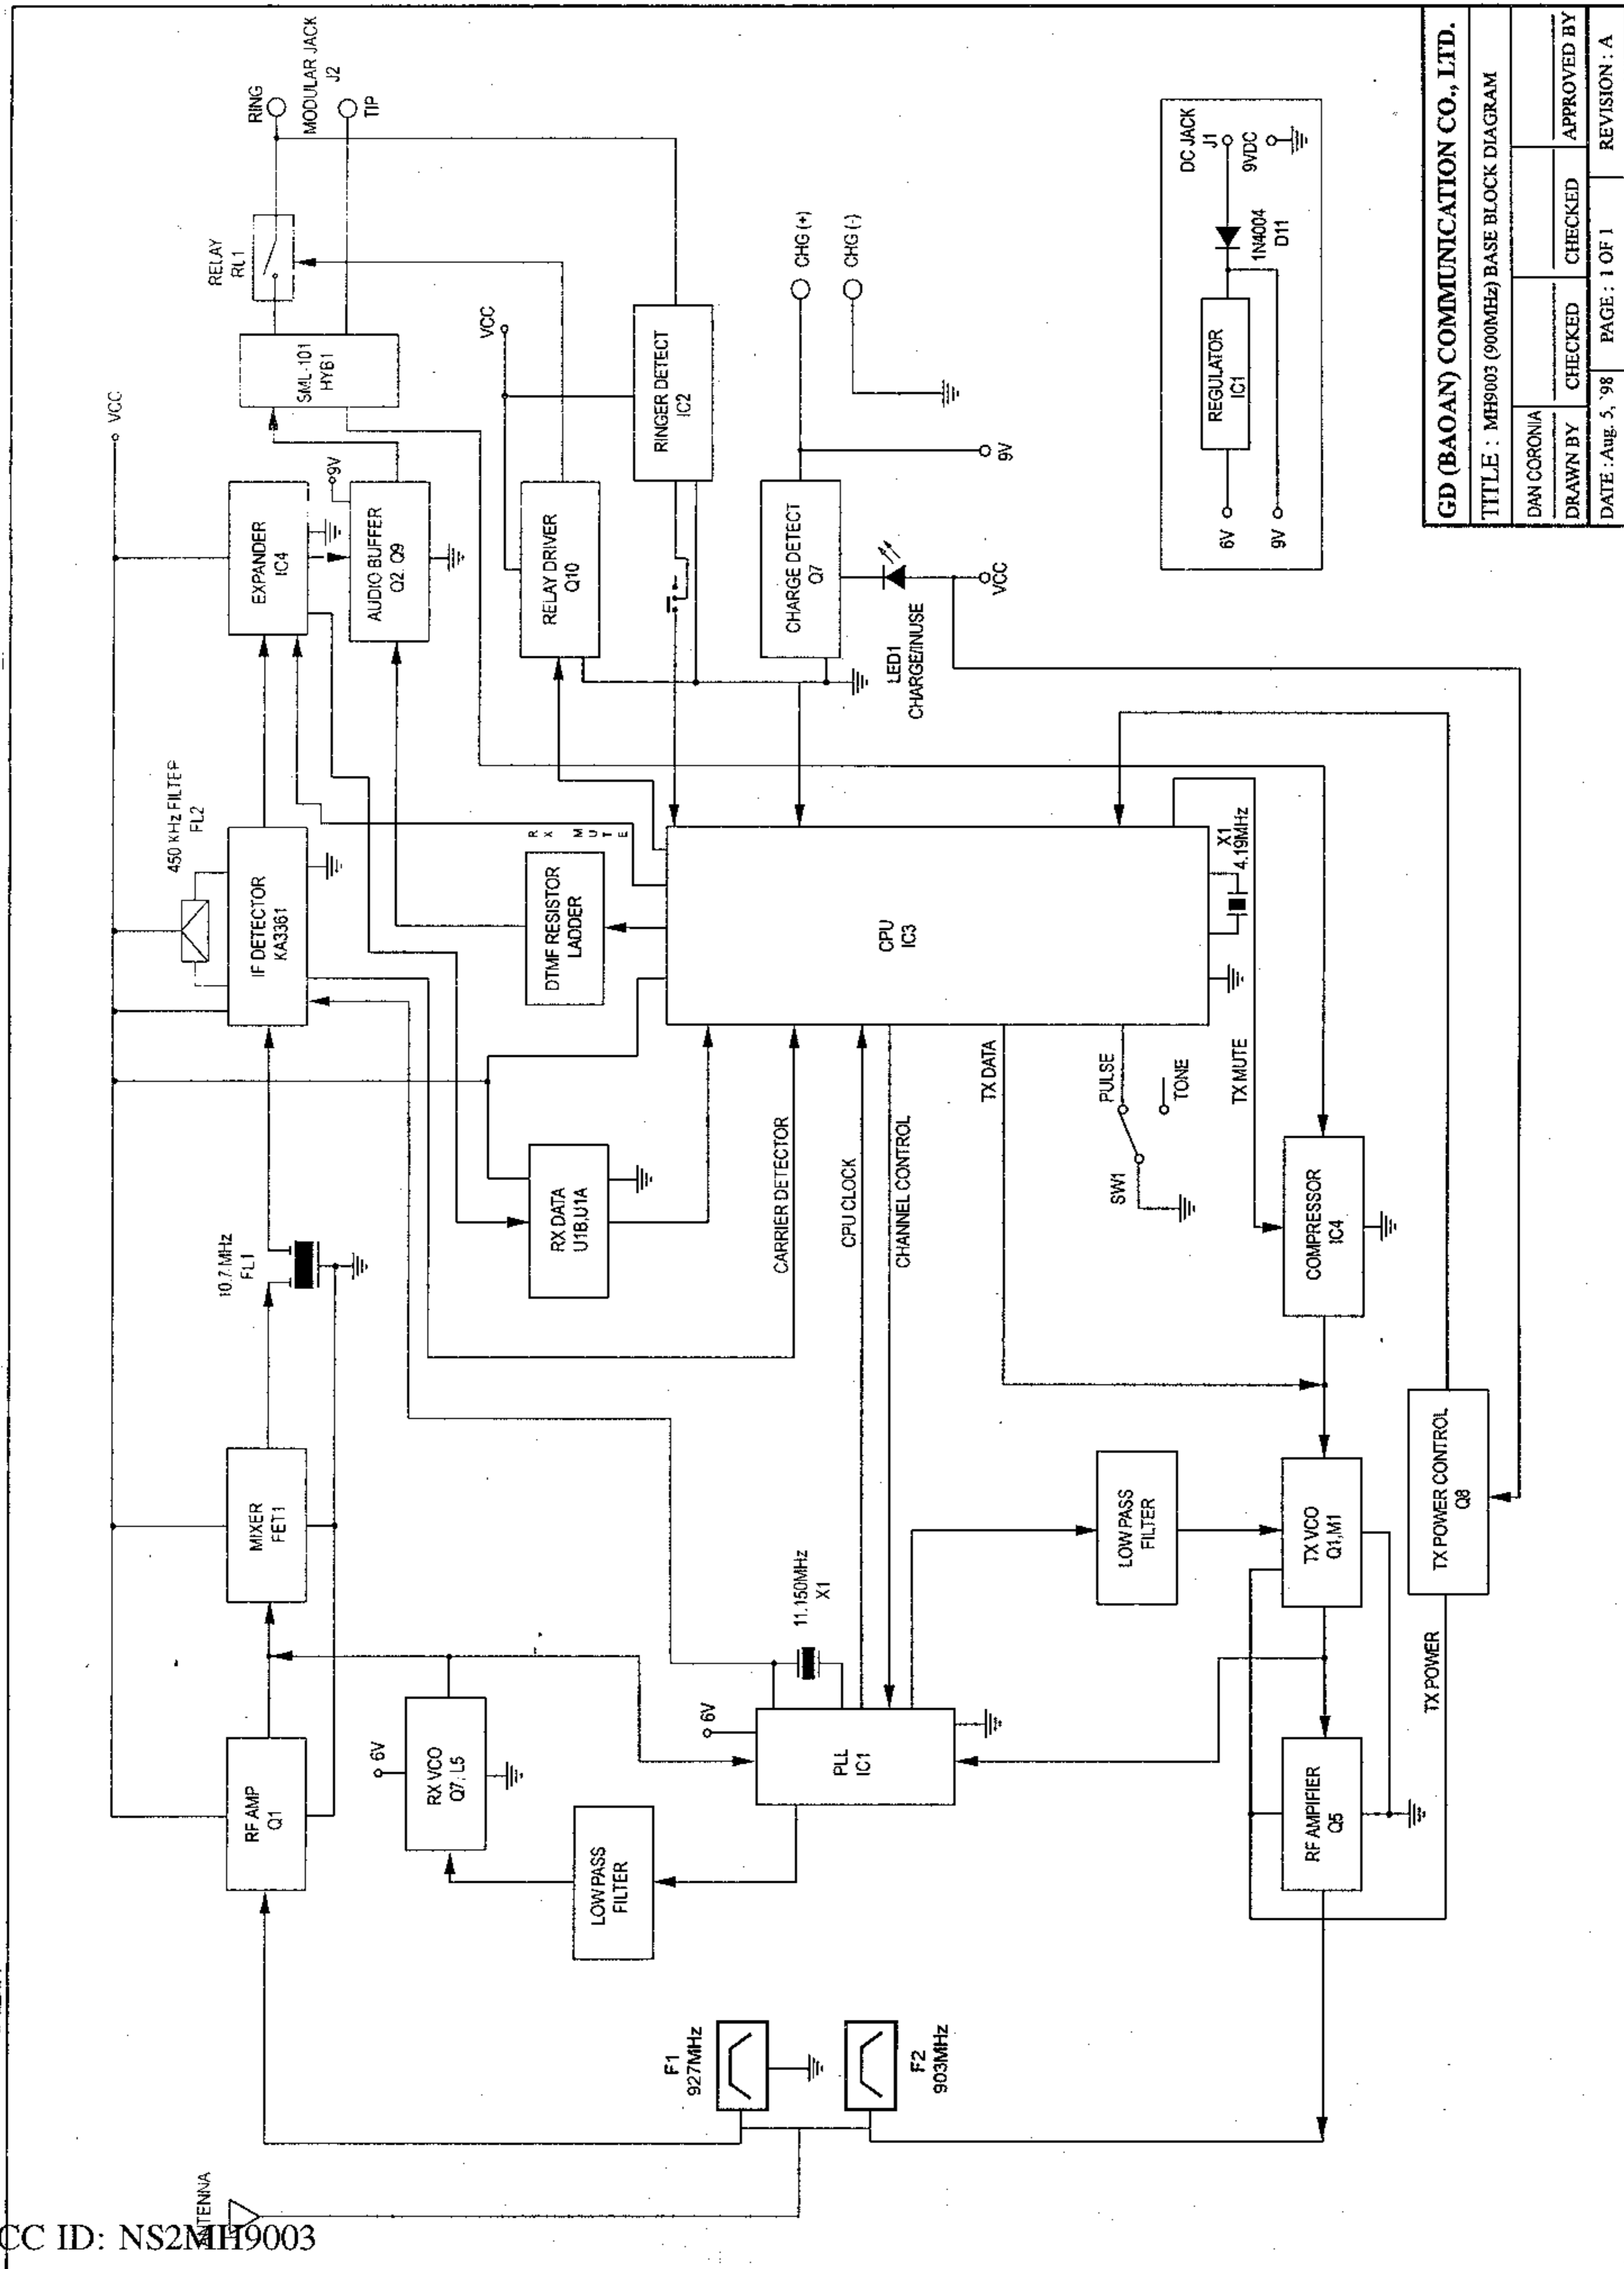 ANTENNA
F1
927MHz
F2
903MHz
RF AMP
Q1
MIXER
FET1
10.7 MHz
FL1
450 KHz FILTER
FL2
IF DETECTOR
KA3361
EXPANDER
IC4
VCC
AUDIO BUFFER
Q2, Q9
9V
SML-101
HYB1
RELAY
RL1
RING
MODULAR JACK
J2
TIP
RX VCO
Q7, L5
6V
LOW PASS
FILTER
RX DATA
U1B,U1A
DTMF RESISTOR
LADDER
RX MUTE
RELAY DRIVER
Q10
VCC
RINGER DETECT
IC2
PLL
IC1
6V
11.150MHz
X1
CARRIER DETECTOR
CPU CLOCK
CHANNEL CONTROL
CPU
IC3
CHARGE DETECT
Q7
CHG (+)
CHG (-)
9V
VCC
LED1
CHARGE/INUSE
TX DATA
PULSE
TONE
SW1
X1
4.19MHz
TX MUTE
LOW PASS
FILTER
TX VCO
Q1,M1
COMPRESSOR
IC4
RF AMPIFIER
Q5
TX POWER
TX POWER CONTROL
Q8
DC JACK
J1
9VDC
1N4004
D11
REGULATOR
IC1
6V
9V
GD (BAOAN) COMMUNICATION CO., LTD.
TITLE : MH9003 (900MHz) BASE BLOCK DIAGRAM
DAN CORONIA
DRAWN BY CHECKED CHECKED APPROVED BY
DATE : Aug. 5, '98 PAGE : 1 OF 1 REVISION : A
CC ID: NS2MH9003